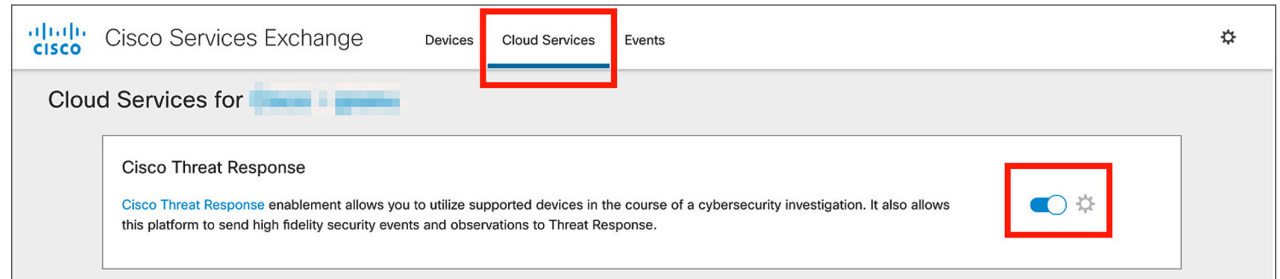 CISCO Cisco Services Exchange Devices Cloud Services Events
Cloud Services for
Cisco Threat Response
Cisco Threat Response enablement allows you to utilize supported devices in the course of a cybersecurity investigation. It also allows
this platform to send high fidelity security events and observations to Threat Response.